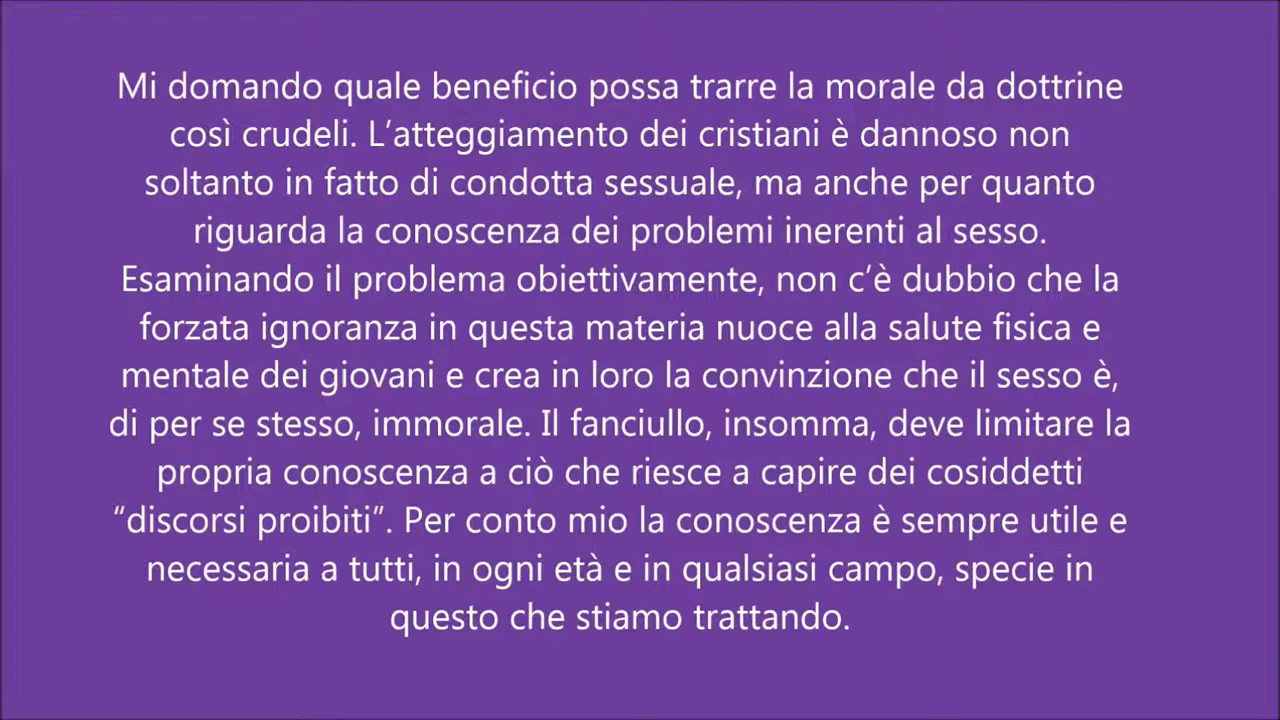 Mi domando quale beneficio possa trarre la morale da dottrine
così crudeli. L’atteggiamento dei cristiani è dannoso non
soltanto in fatto di condotta sessuale, ma anche per quanto
riguarda la conoscenza dei problemi inerenti al sesso.
Esaminando il problema obiettivamente, non c’è dubbio che la
forzata ignoranza in questa materia nuoce alla salute fisica e
mentale dei giovani e crea in loro la convinzione che il sesso è,
di per se stesso, immorale. Il fanciullo, insomma, deve limitare la
propria conoscenza a ciò che riesce a capire dei cosiddetti
“discorsi proibiti”. Per conto mio la conoscenza è sempre utile e
necessaria a tutti, in ogni età e in qualsiasi campo, specie in
questo che stiamo trattando.